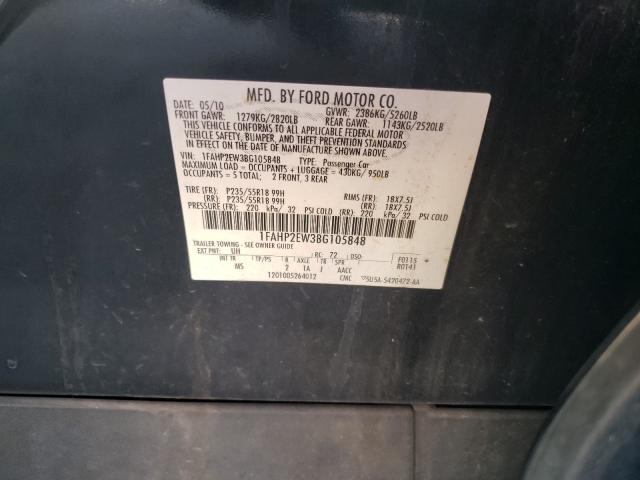 MFD. BY FORD MOTOR CO.
DATE: 05/10 GVWR: 2386KG/5260LB
FRONT GAWR: 1279KG/2820LB REAR GAWR: 1143KG/2520LB
THIS VEHICLE CONFORMS TO ALL APPLICABLE FEDERAL MOTOR
VEHICLE SAFETY, BUMPER, AND THEFT PREVENTION STANDARDS
IN EFFECT ON THE DATE OF MANUFACTURE SHOWN ABOVE.
VIN: 1FAHP2EW3BG105848 TYPE: Passenger Car
MAXIMUM LOAD = OCCUPANTS + LUGGAGE = 430KG/ 950LB
OCCUPANTS = 5 TOTAL: 2 FRONT, 3 REAR
TIRE (FR): P235/55R18 99H RIMS (FR): 18X7.5J
(RR): P235/55R18 99H (RR): 18X7.5J
PRESSURE (FR): 220 kPa/ 32 PSI COLD (RR): 220 kPa/ 32 PSI COLD
1FAHP2EW3BG105848
TRAILER TOWING - SEE OWNER GUIDE
EXT PNT: UH RC: 72 DSO: F0115
INT TR TP/PS R AXLE TR SPR R0141
M5 2 1A J AACC
1201005264012 CMC 5U5A-5420472-AA